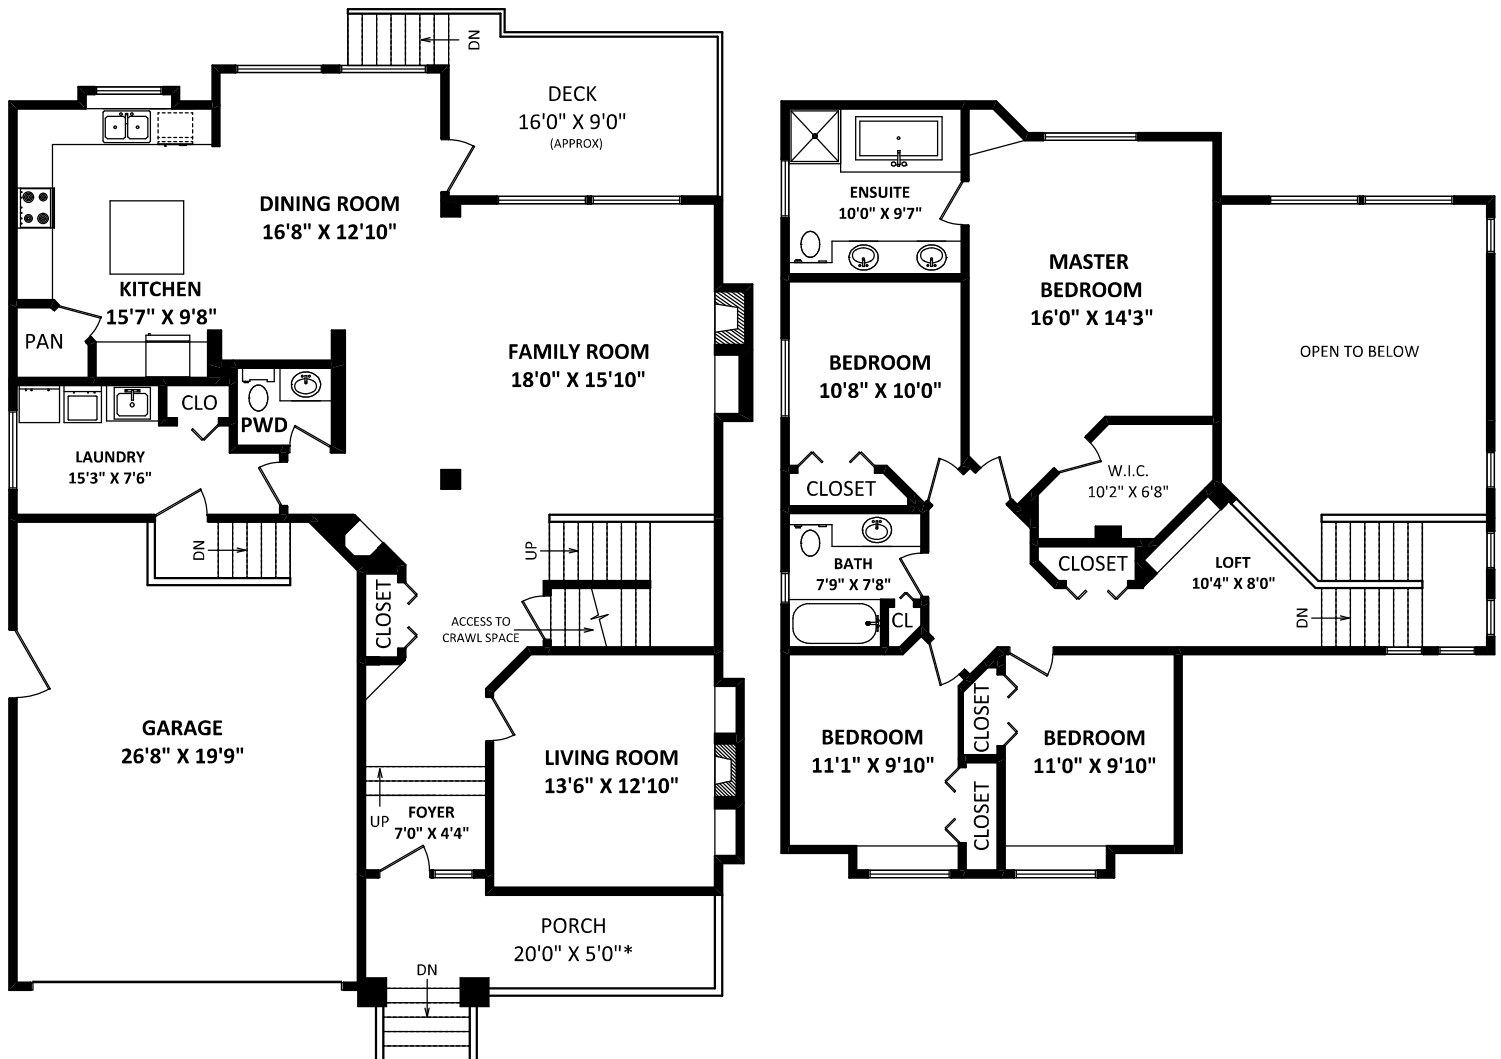 DN
DECK
16'0" X 9'0"
(APPROX)
DINING ROOM
16'8" X 12'10"
KITCHEN
15'7" X 9'8"
PAN
FAMILY ROOM
18'0" X 15'10"
CLO
PWD
LAUNDRY
15'3" X 7'6"
DN
UP
CLOSET
ACCESS TO
CRAWL SPACE
GARAGE
26'8" X 19'9"
LIVING ROOM
13'6" X 12'10"
UP
FOYER
7'0" X 4'4"
PORCH
20'0" X 5'0"*
DN
ENSUITE
10'0" X 9'7"
MASTER
BEDROOM
16'0" X 14'3"
BEDROOM
10'8" X 10'0"
OPEN TO BELOW
CLOSET
W.I.C.
10'2" X 6'8"
BATH
7'9" X 7'8"
CLOSET
LOFT
10'4" X 8'0"
CL
DN
BEDROOM
11'1" X 9'10"
CLOSET
BEDROOM
11'0" X 9'10"
CLOSET